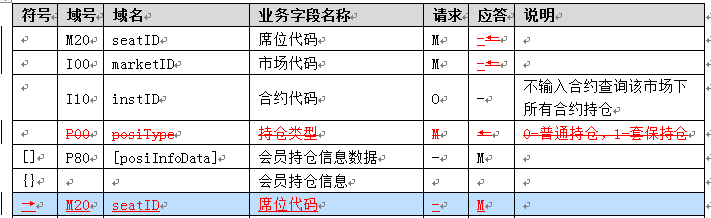 符号 域号 域名 业务字段名称 请求 应答 说明
M20 seatID 席位代码 M -
I00 marketID 市场代码 M -
I10 instID 合约代码 O - 不输入合约查询该市场下
所有合约持仓
P00 posiType 持仓类型 M 0-普通持仓，1-套保持仓
[] P80 [posiInfoData] 会员持仓信息数据 - M
{} 会员持仓信息
→ M20 seatID 席位代码 - M